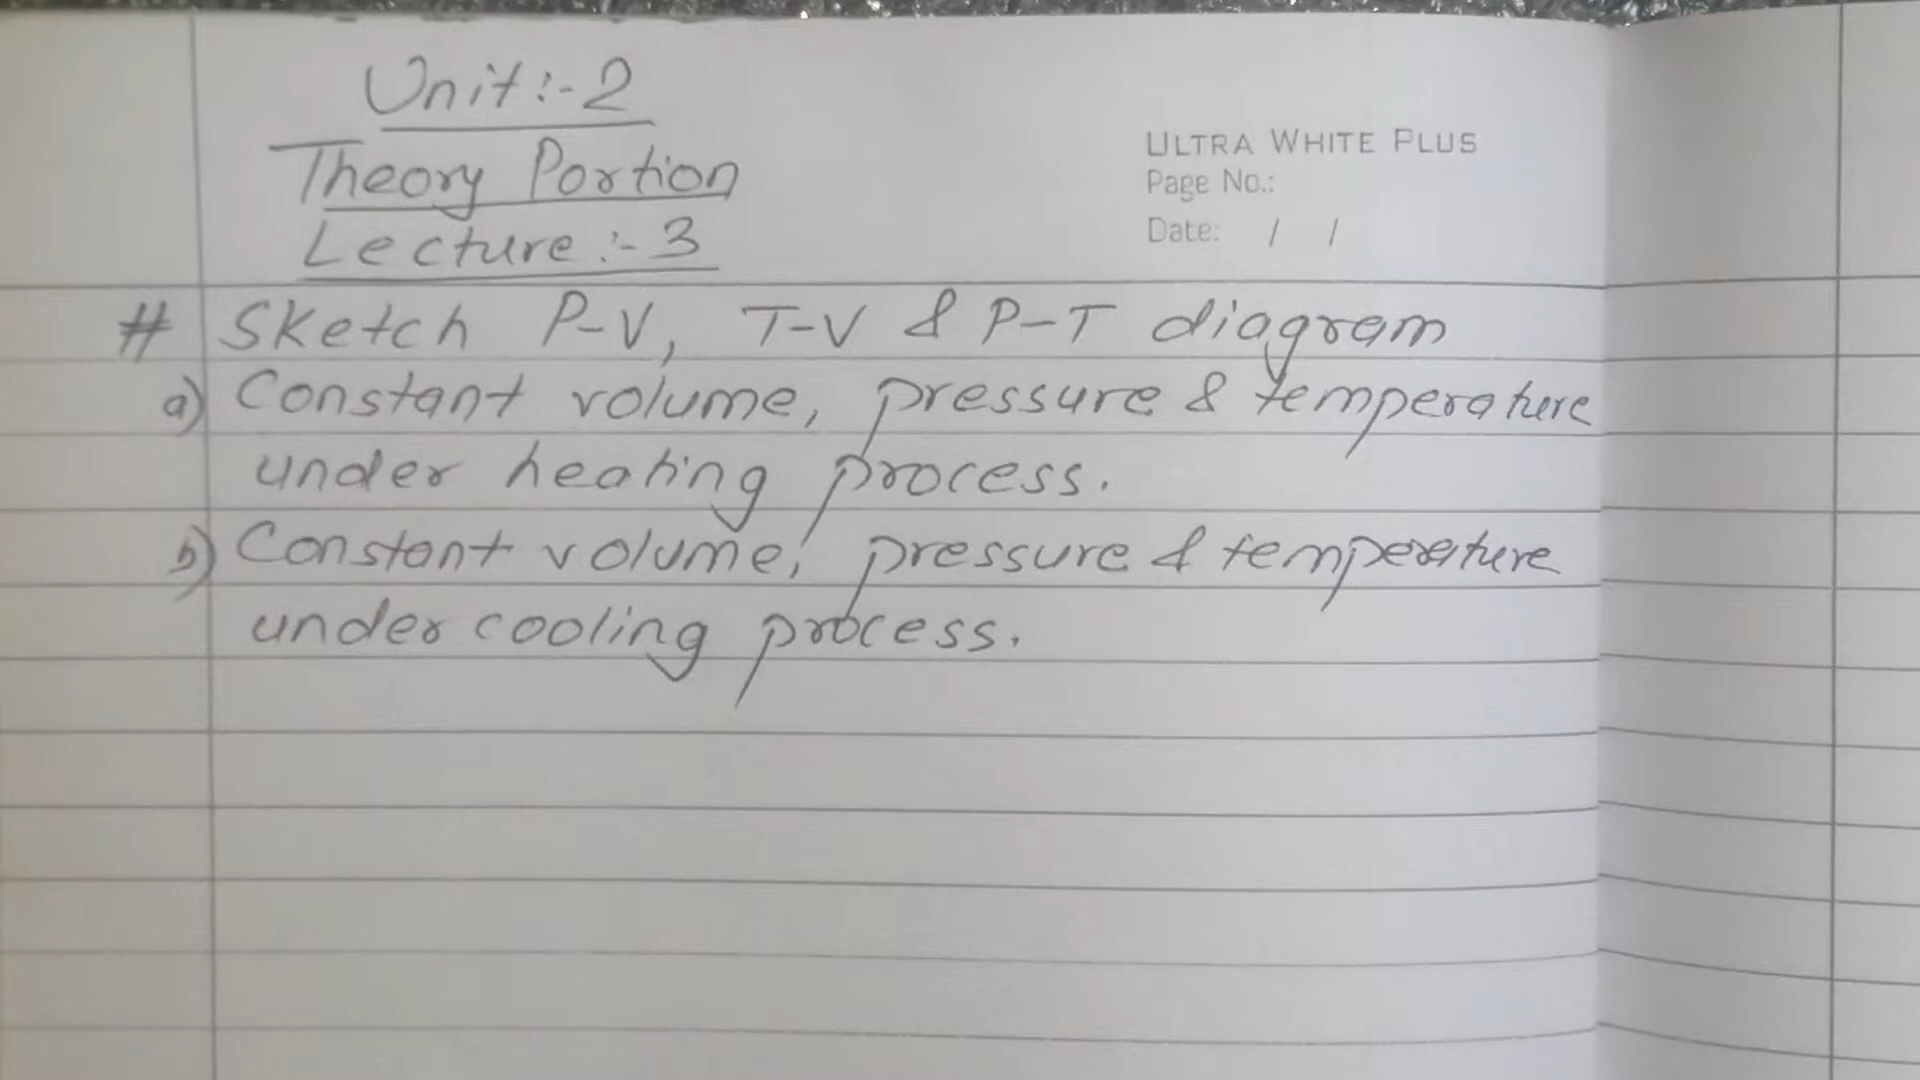 Unit:-2
Theory Portion
Lecture:-3
ULTRA WHITE PLUS
Page No.:
Date: / /
# Sketch P-V, T-V & P-T diagram
a) Constant volume, pressure & temperature
under heating process.
b) Constant volume, pressure & temperature
under cooling process.